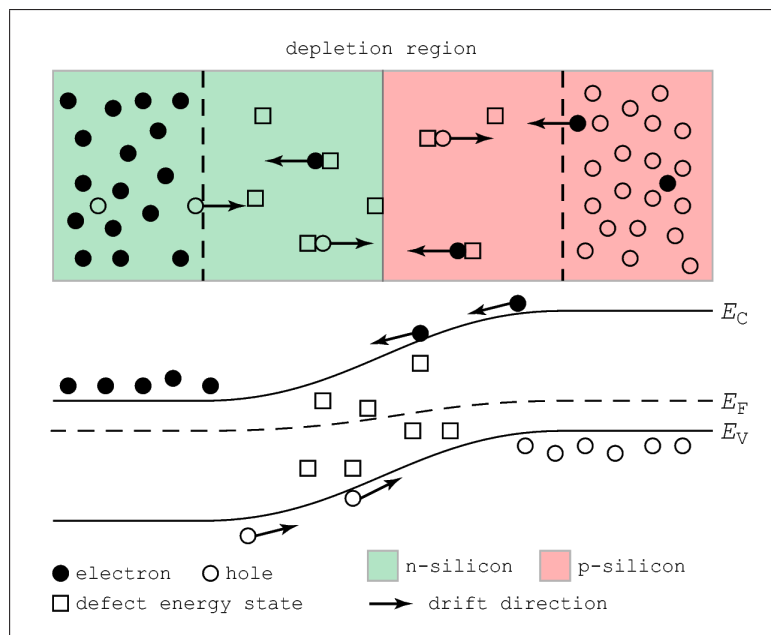 depletion region
E_C
E_F
E_V
electron hole n-silicon p-silicon
defect energy state drift direction